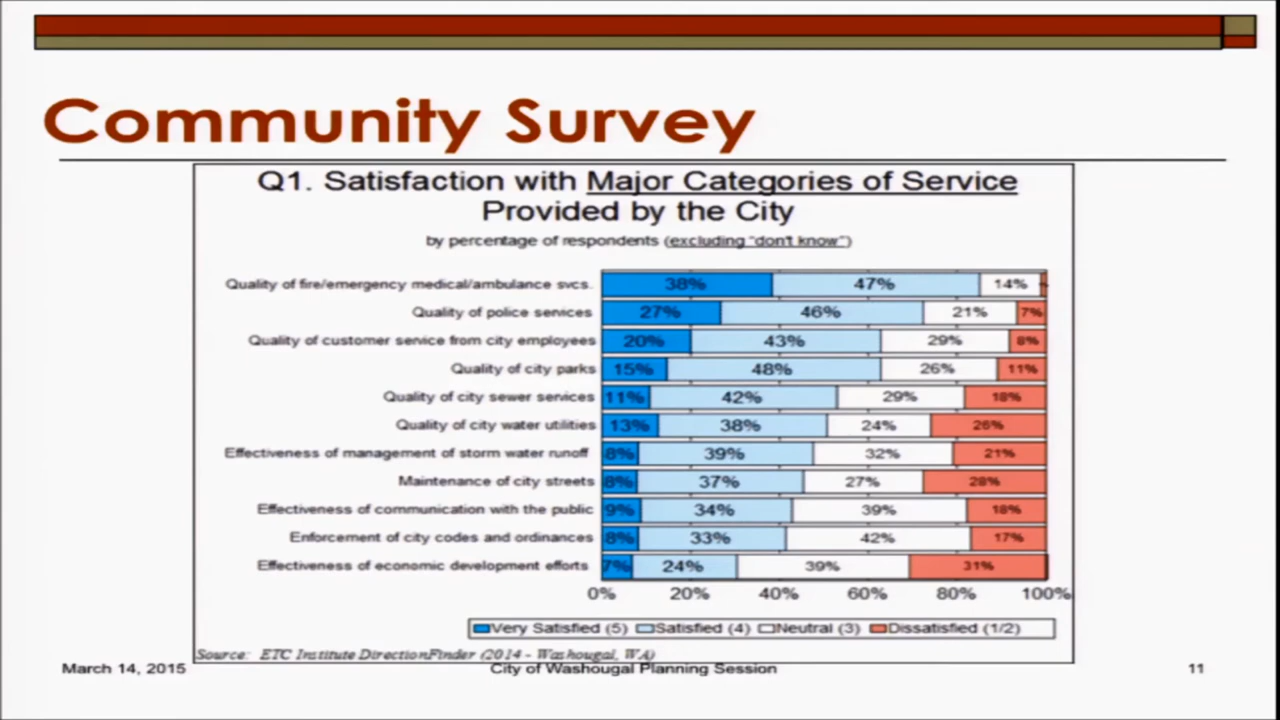 Community Survey
Q1. Satisfaction with Major Categories of Service
Provided by the City
by percentage of respondents (excluding "don't know")
Quality of fire/emergency medical/ambulance svcs. 38% 47% 14%
Quality of police services 27% 46% 21% 7%
Quality of customer service from city employees 20% 43% 29% 8%
Quality of city parks 15% 48% 26% 11%
Quality of city sewer services 11% 42% 29% 18%
Quality of city water utilities 13% 38% 24% 26%
Effectiveness of management of storm water runoff 8% 39% 32% 21%
Maintenance of city streets 8% 37% 27% 28%
Effectiveness of communication with the public 9% 34% 39% 18%
Enforcement of city codes and ordinances 8% 33% 42% 17%
Effectiveness of economic development efforts 7% 24% 39% 31%
0% 20% 40% 60% 80% 100%
Very Satisfied (5) Satisfied (4) Neutral (3) Dissatisfied (1/2)
Source: ETC Institute DirectionFinder (2014 - Washougal, WA)
March 14, 2015 City of Washougal Planning Session 11